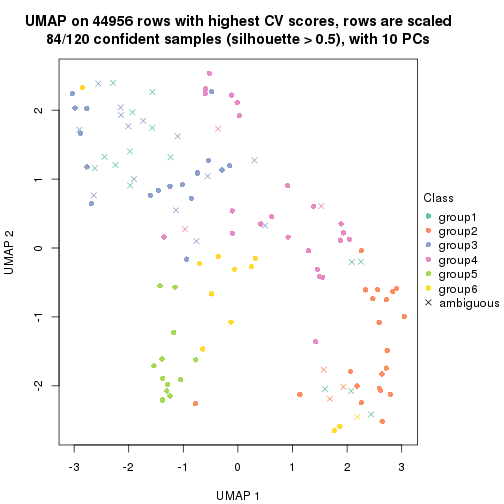 UMAP on 44956 rows with highest CV scores, rows are scaled
84/120 confident samples (silhouette > 0.5), with 10 PCs
2
1
0
-1
-2
UMAP 2
-3
-2
-1
0
1
2
3
UMAP 1
Class
group1
group2
group3
group4
group5
group6
ambiguous